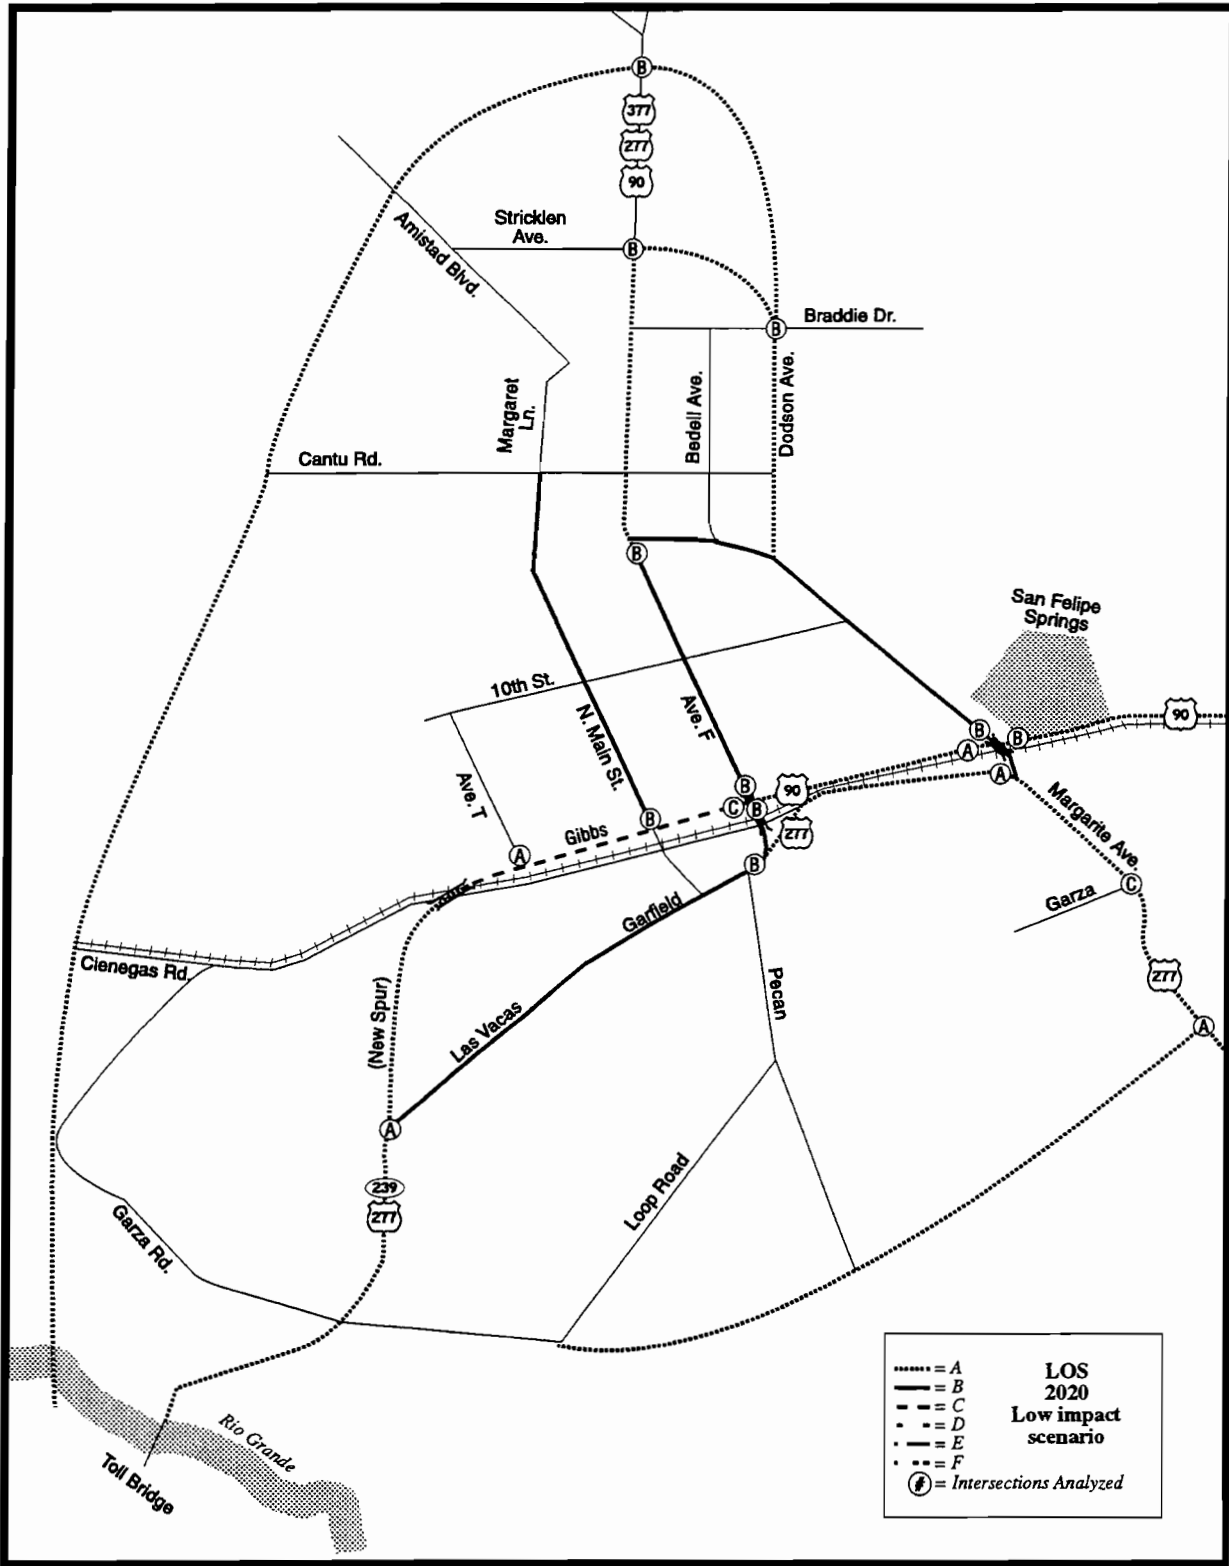 B
377
277
90
Stricklen
Ave.
B
Amistad Blvd.
B
Braddie Dr.
Margaret
Ln.
Bedell Ave.
Dodson Ave.
Cantu Rd.
B
San Felipe
Springs
10th St.
N. Main St.
Ave. F
Ave. T
B
B
A
90
A
B
C
B
90
277
B
Gibbs
A
B
Margarite Ave.
C
Garza
Garfield
Pecan
277
Cienegas Rd.
(New Spur)
Las Vacas
A
A
239
277
Loop Road
Garza Rd.
Rio Grande
Toll Bridge
= A
= B
= C
= D
= E
= F
# = Intersections Analyzed
LOS
2020
Low impact
scenario